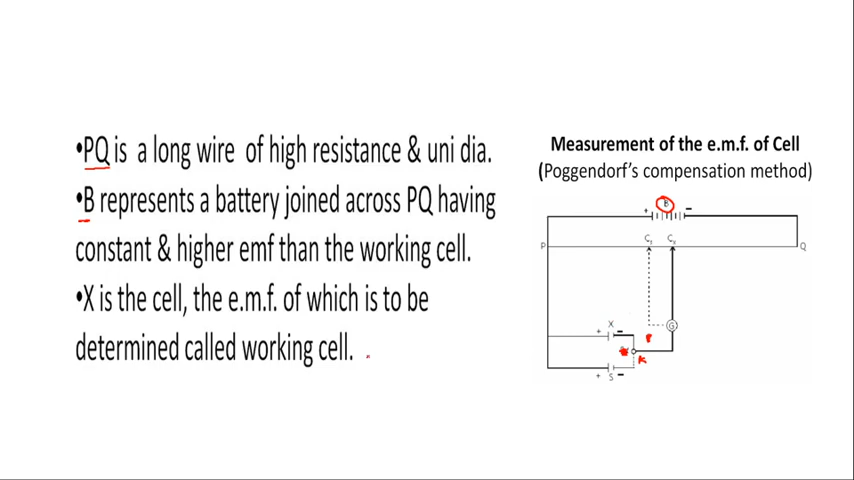 •PQ is a long wire of high resistance & uni dia.
•B represents a battery joined across PQ having
constant & higher emf than the working cell.
•X is the cell, the e.m.f. of which is to be
determined called working cell.
Measurement of the e.m.f. of Cell
(Poggendorf's compensation method)
B
+ -
P C C Q
G
X
+ -
K
+ S -